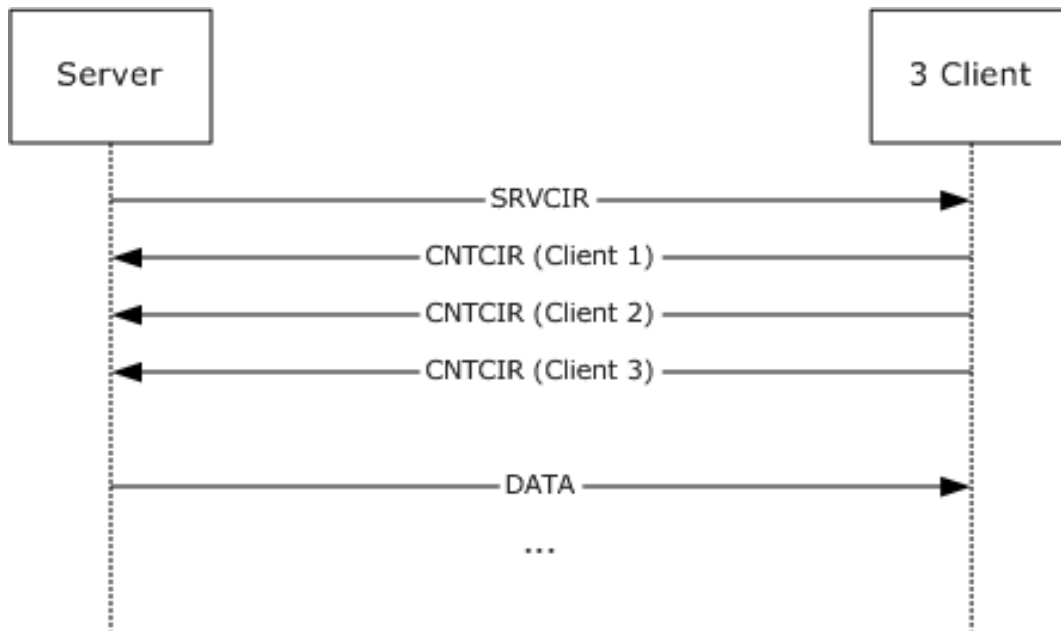 Server
3 Client
SRVCIR
CNTCIR (Client 1)
CNTCIR (Client 2)
CNTCIR (Client 3)
DATA
...